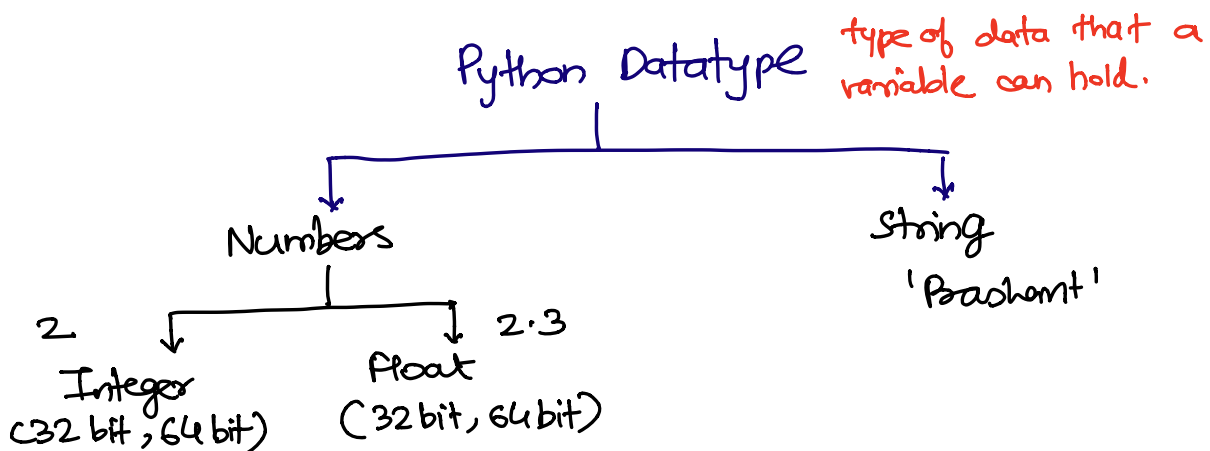 Python Datatype
type of data that a
variable can hold.
Numbers
String
'Prashant'
2
2.3
Integer
Float
(32 bit, 64 bit)
(32 bit, 64 bit)